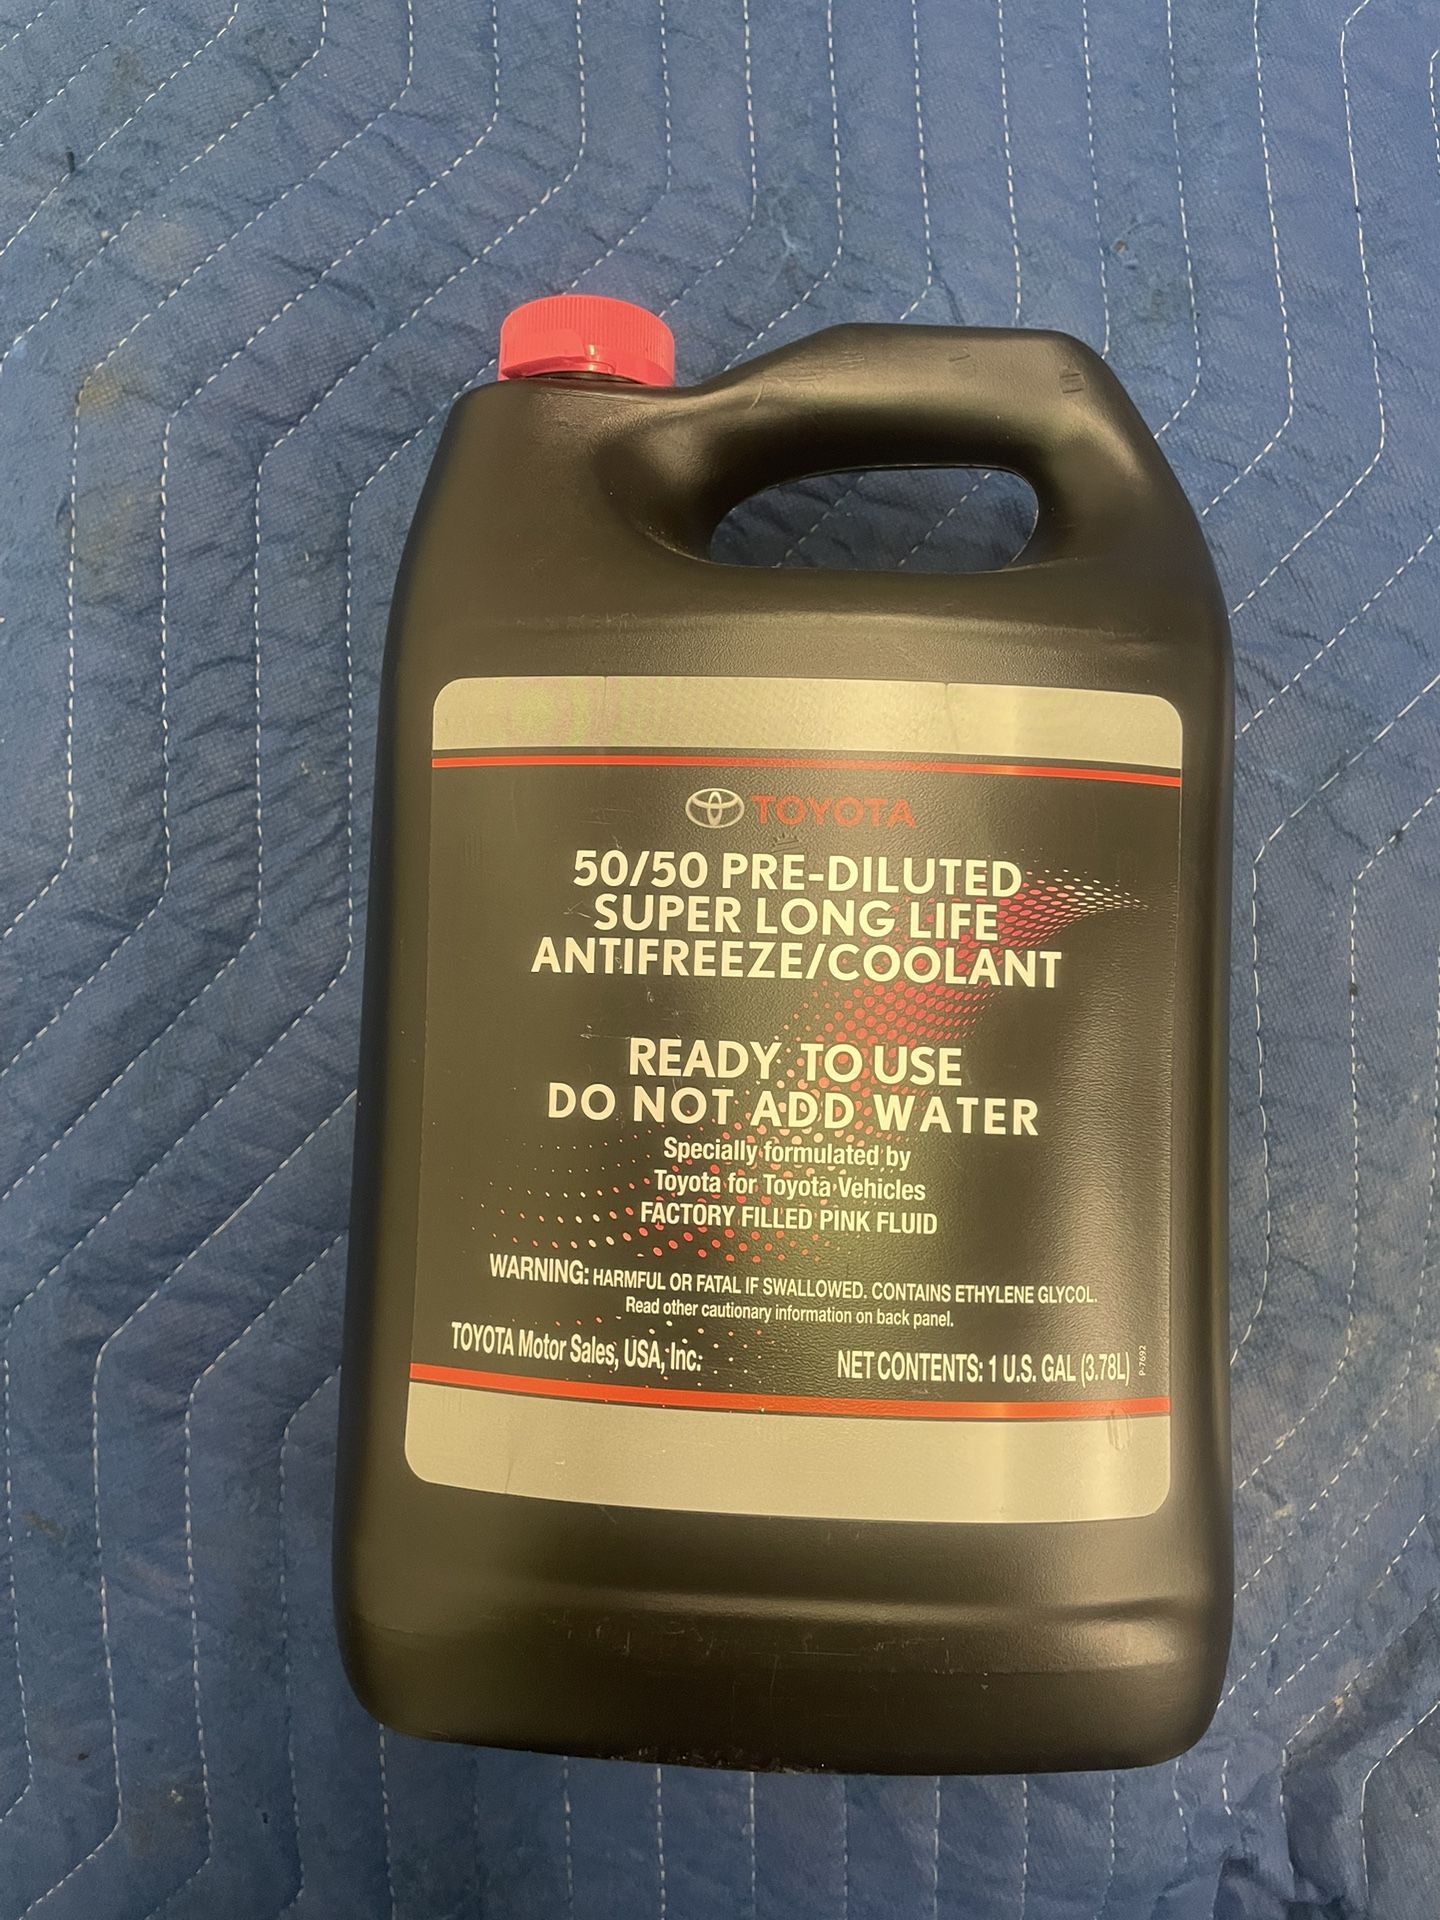 TOYOTA
50/50 PRE-DILUTED
SUPER LONG LIFE
ANTIFREEZE/COOLANT
READY TO USE
DO NOT ADD WATER
Specially formulated by
Toyota for Toyota Vehicles
FACTORY FILLED PINK FLUID
WARNING: HARMFUL OR FATAL IF SWALLOWED. CONTAINS ETHYLENE GLYCOL.
Read other cautionary information on back panel.
TOYOTA Motor Sales, USA, Inc.
NET CONTENTS: 1 U.S. GAL (3.78L)
P-7692